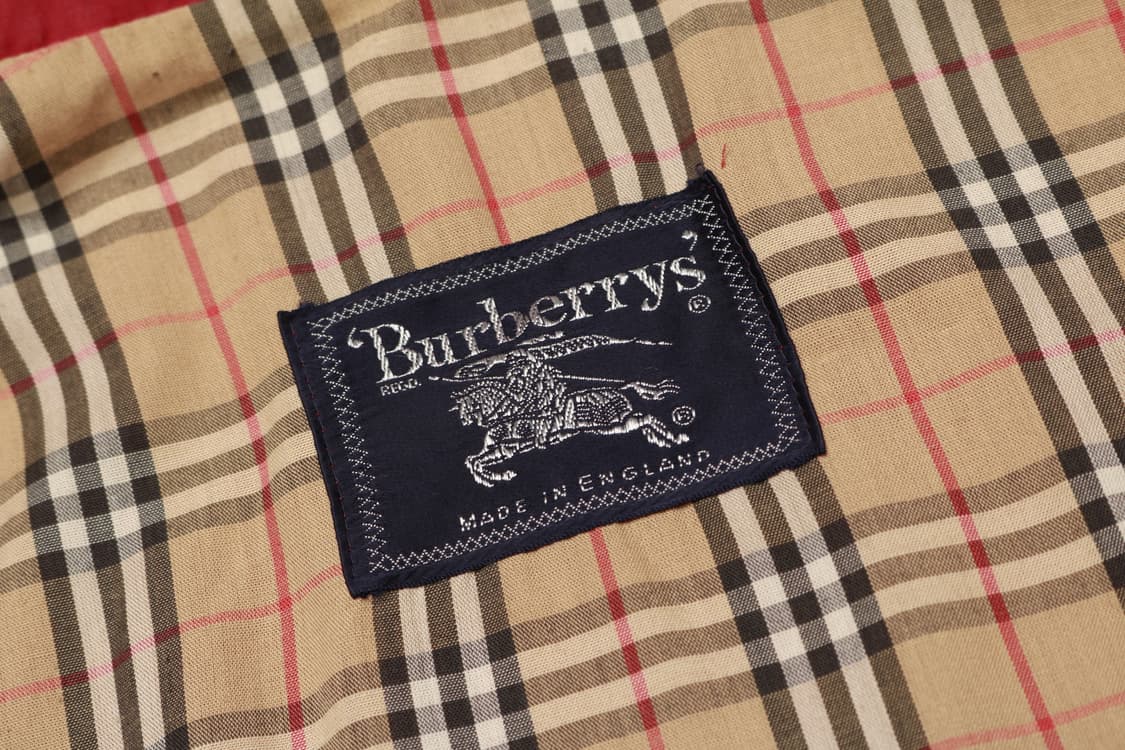 ‘Burberrys’
REGD. ®
®
MADE IN ENGLAND